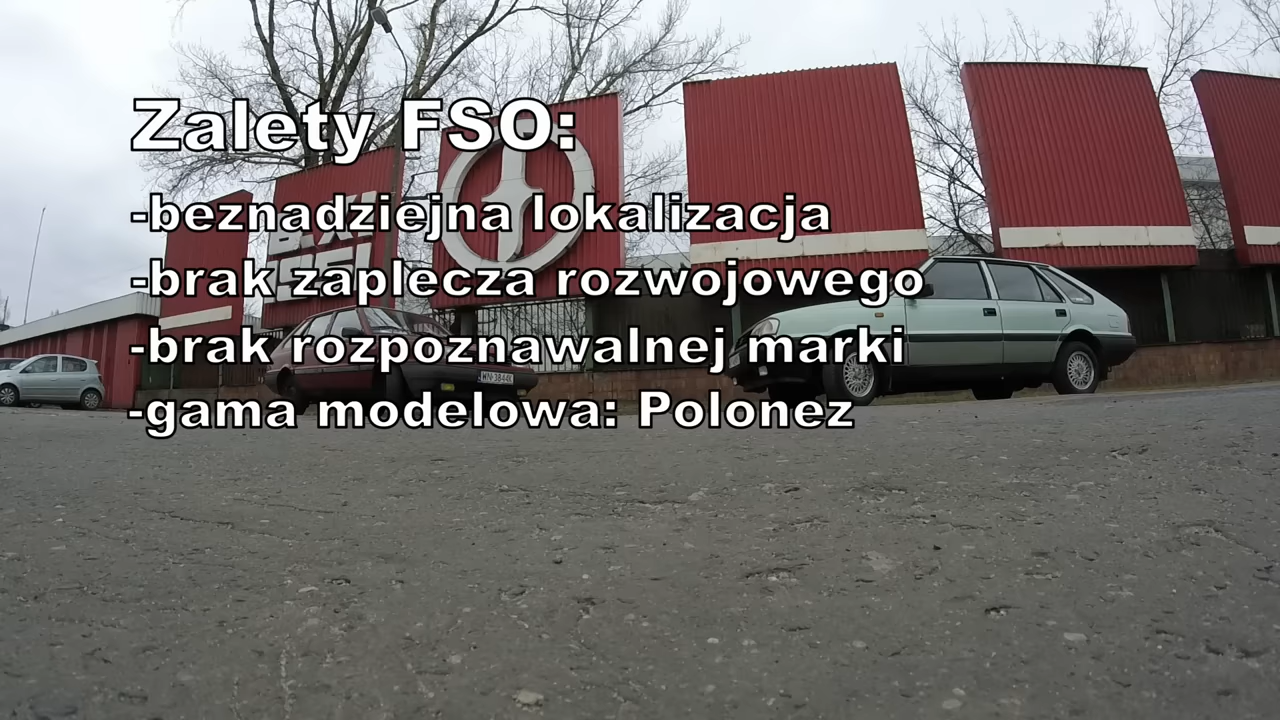 Zalety FSO:
-beznadziejna lokalizacja
-brak zaplecza rozwojowego
-brak rozpoznawalnej marki
-gama modelowa: Polonez